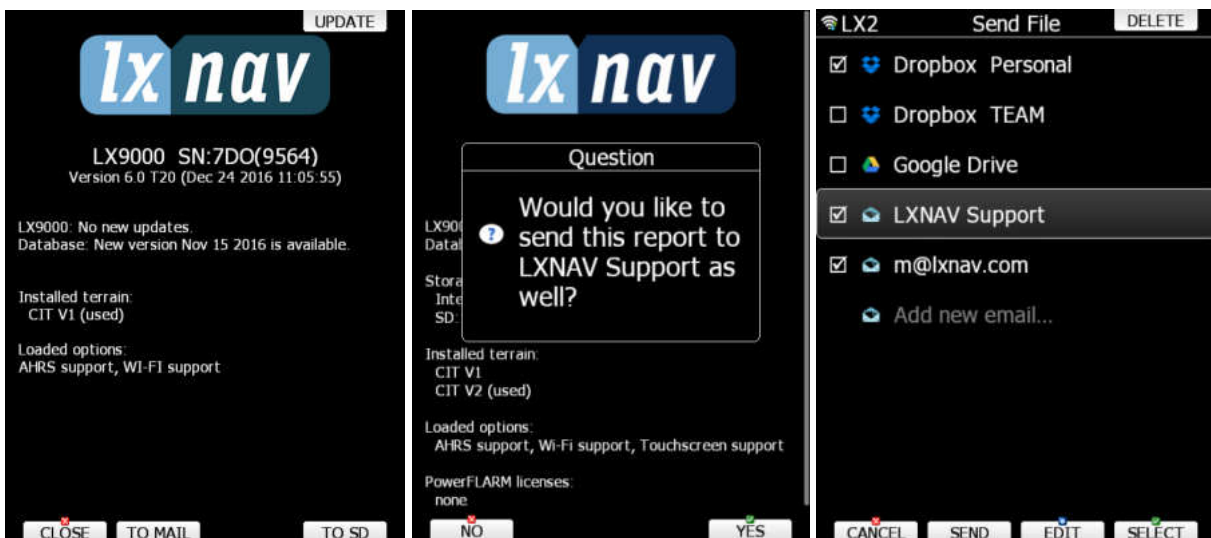 UPDATE
lx nav
LX9000 SN:7DO(9564)
Version 6.0 T20 (Dec 24 2016 11:05:55)
LX9000: No new updates.
Database: New version Nov 15 2016 is available.
Installed terrain:
CIT V1 (used)
Loaded options:
AHRS support, WI-FI support
CLOSE
TO MAIL
TO SD
lx nav
Question
Would you like to
send this report to
LXNAV Support as
well?
LX900
Datab
Stora
Inte
SD:
Installed terrain:
CIT V1
CIT V2 (used)
Loaded options:
AHRS support, Wi-Fi support, Touchscreen support
PowerFLARM licenses:
none
NO
YES
LX2
Send File
DELETE
Dropbox Personal
Dropbox TEAM
Google Drive
LXNAV Support
m@lxnav.com
Add new email...
CANCEL
SEND
EDIT
SELECT